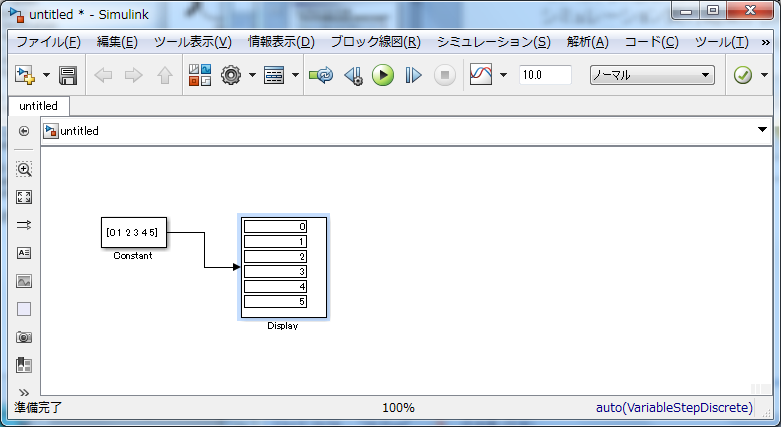 untitled * - Simulink
ファイル(F) 編集(E) ツール表示(V) 情報表示(D) ブロック線図(R) シミュレーション(S) 解析(A) コード(C) ツール(T) »
10.0 ノーマル
untitled
untitled
[0 1 2 3 4 5]
Constant
0
1
2
3
4
5
Display
準備完了 100% auto(VariableStepDiscrete)